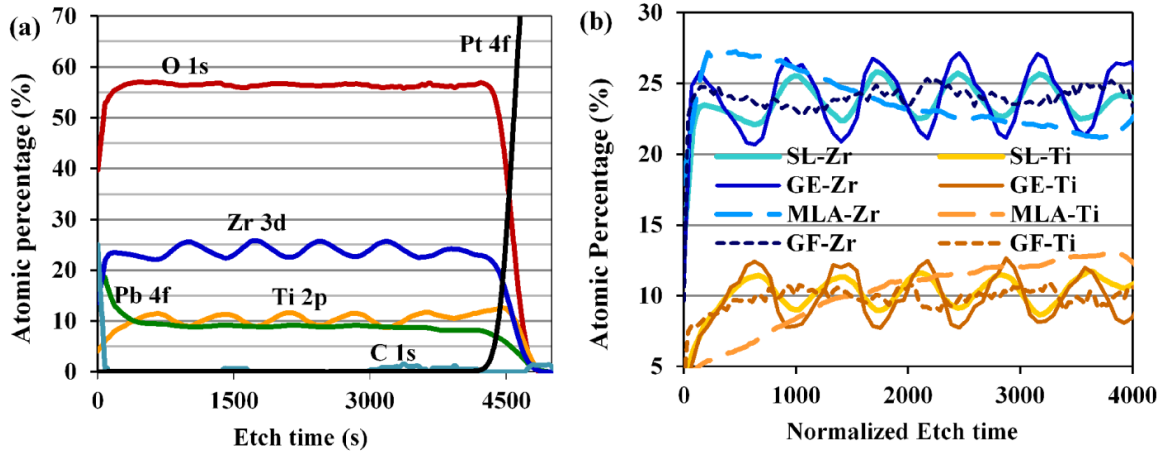 (a)
Atomic percentage (%)
70
60
50
40
30
20
10
0
O 1s
Pt 4f
Zr 3d
Pb 4f
Ti 2p
C 1s
0 1500 3000 4500
Etch time (s)
(b)
Atomic Percentage (%)
30
25
20
15
10
5
SL-Zr SL-Ti
GE-Zr GE-Ti
MLA-Zr MLA-Ti
GF-Zr GF-Ti
0 1000 2000 3000 4000
Normalized Etch time